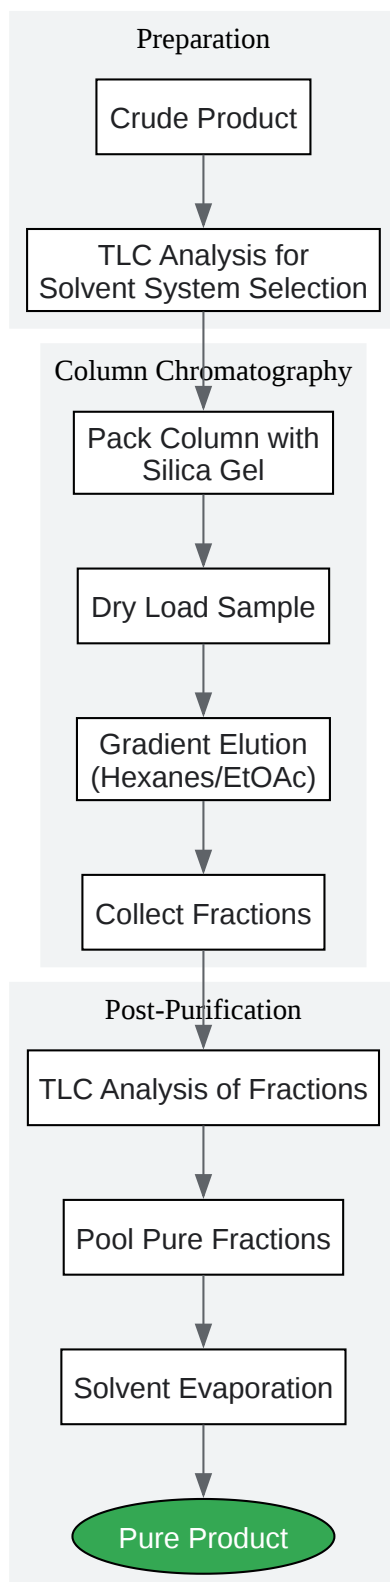 Preparation
Crude Product
TLC Analysis for
Solvent System Selection
Column Chromatography
Pack Column with
Silica Gel
Dry Load Sample
Gradient Elution
(Hexanes/EtOAc)
Collect Fractions
Post-Purification
TLC Analysis of Fractions
Pool Pure Fractions
Solvent Evaporation
Pure Product